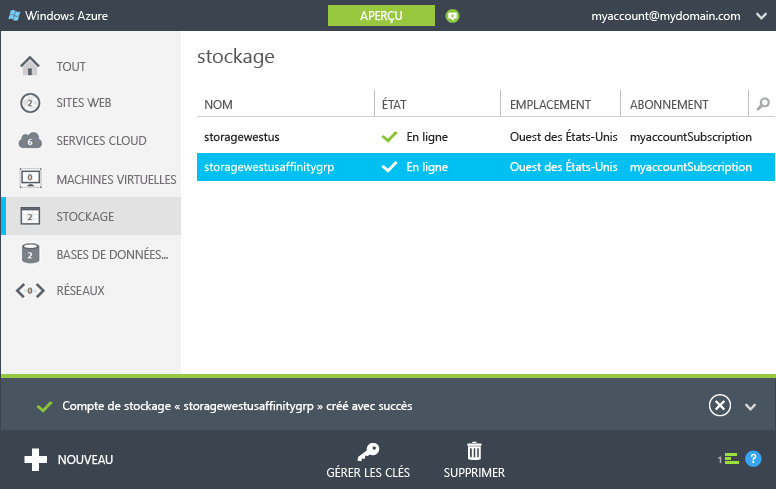 Windows Azure
APERÇU
myaccount@mydomain.com
TOUT
2 SITES WEB
6 SERVICES CLOUD
0 MACHINES VIRTUELLES
2 STOCKAGE
2 BASES DE DONNÉES...
0 RÉSEAUX
stockage
NOM ÉTAT EMPLACEMENT ABONNEMENT
storagewestus En ligne Ouest des États-Unis myaccountSubscription
storagewestusaffinitygrp En ligne Ouest des États-Unis myaccountSubscription
Compte de stockage « storagewestusaffinitygrp » créé avec succès
NOUVEAU
GÉRER LES CLÉS
SUPPRIMER
1
?